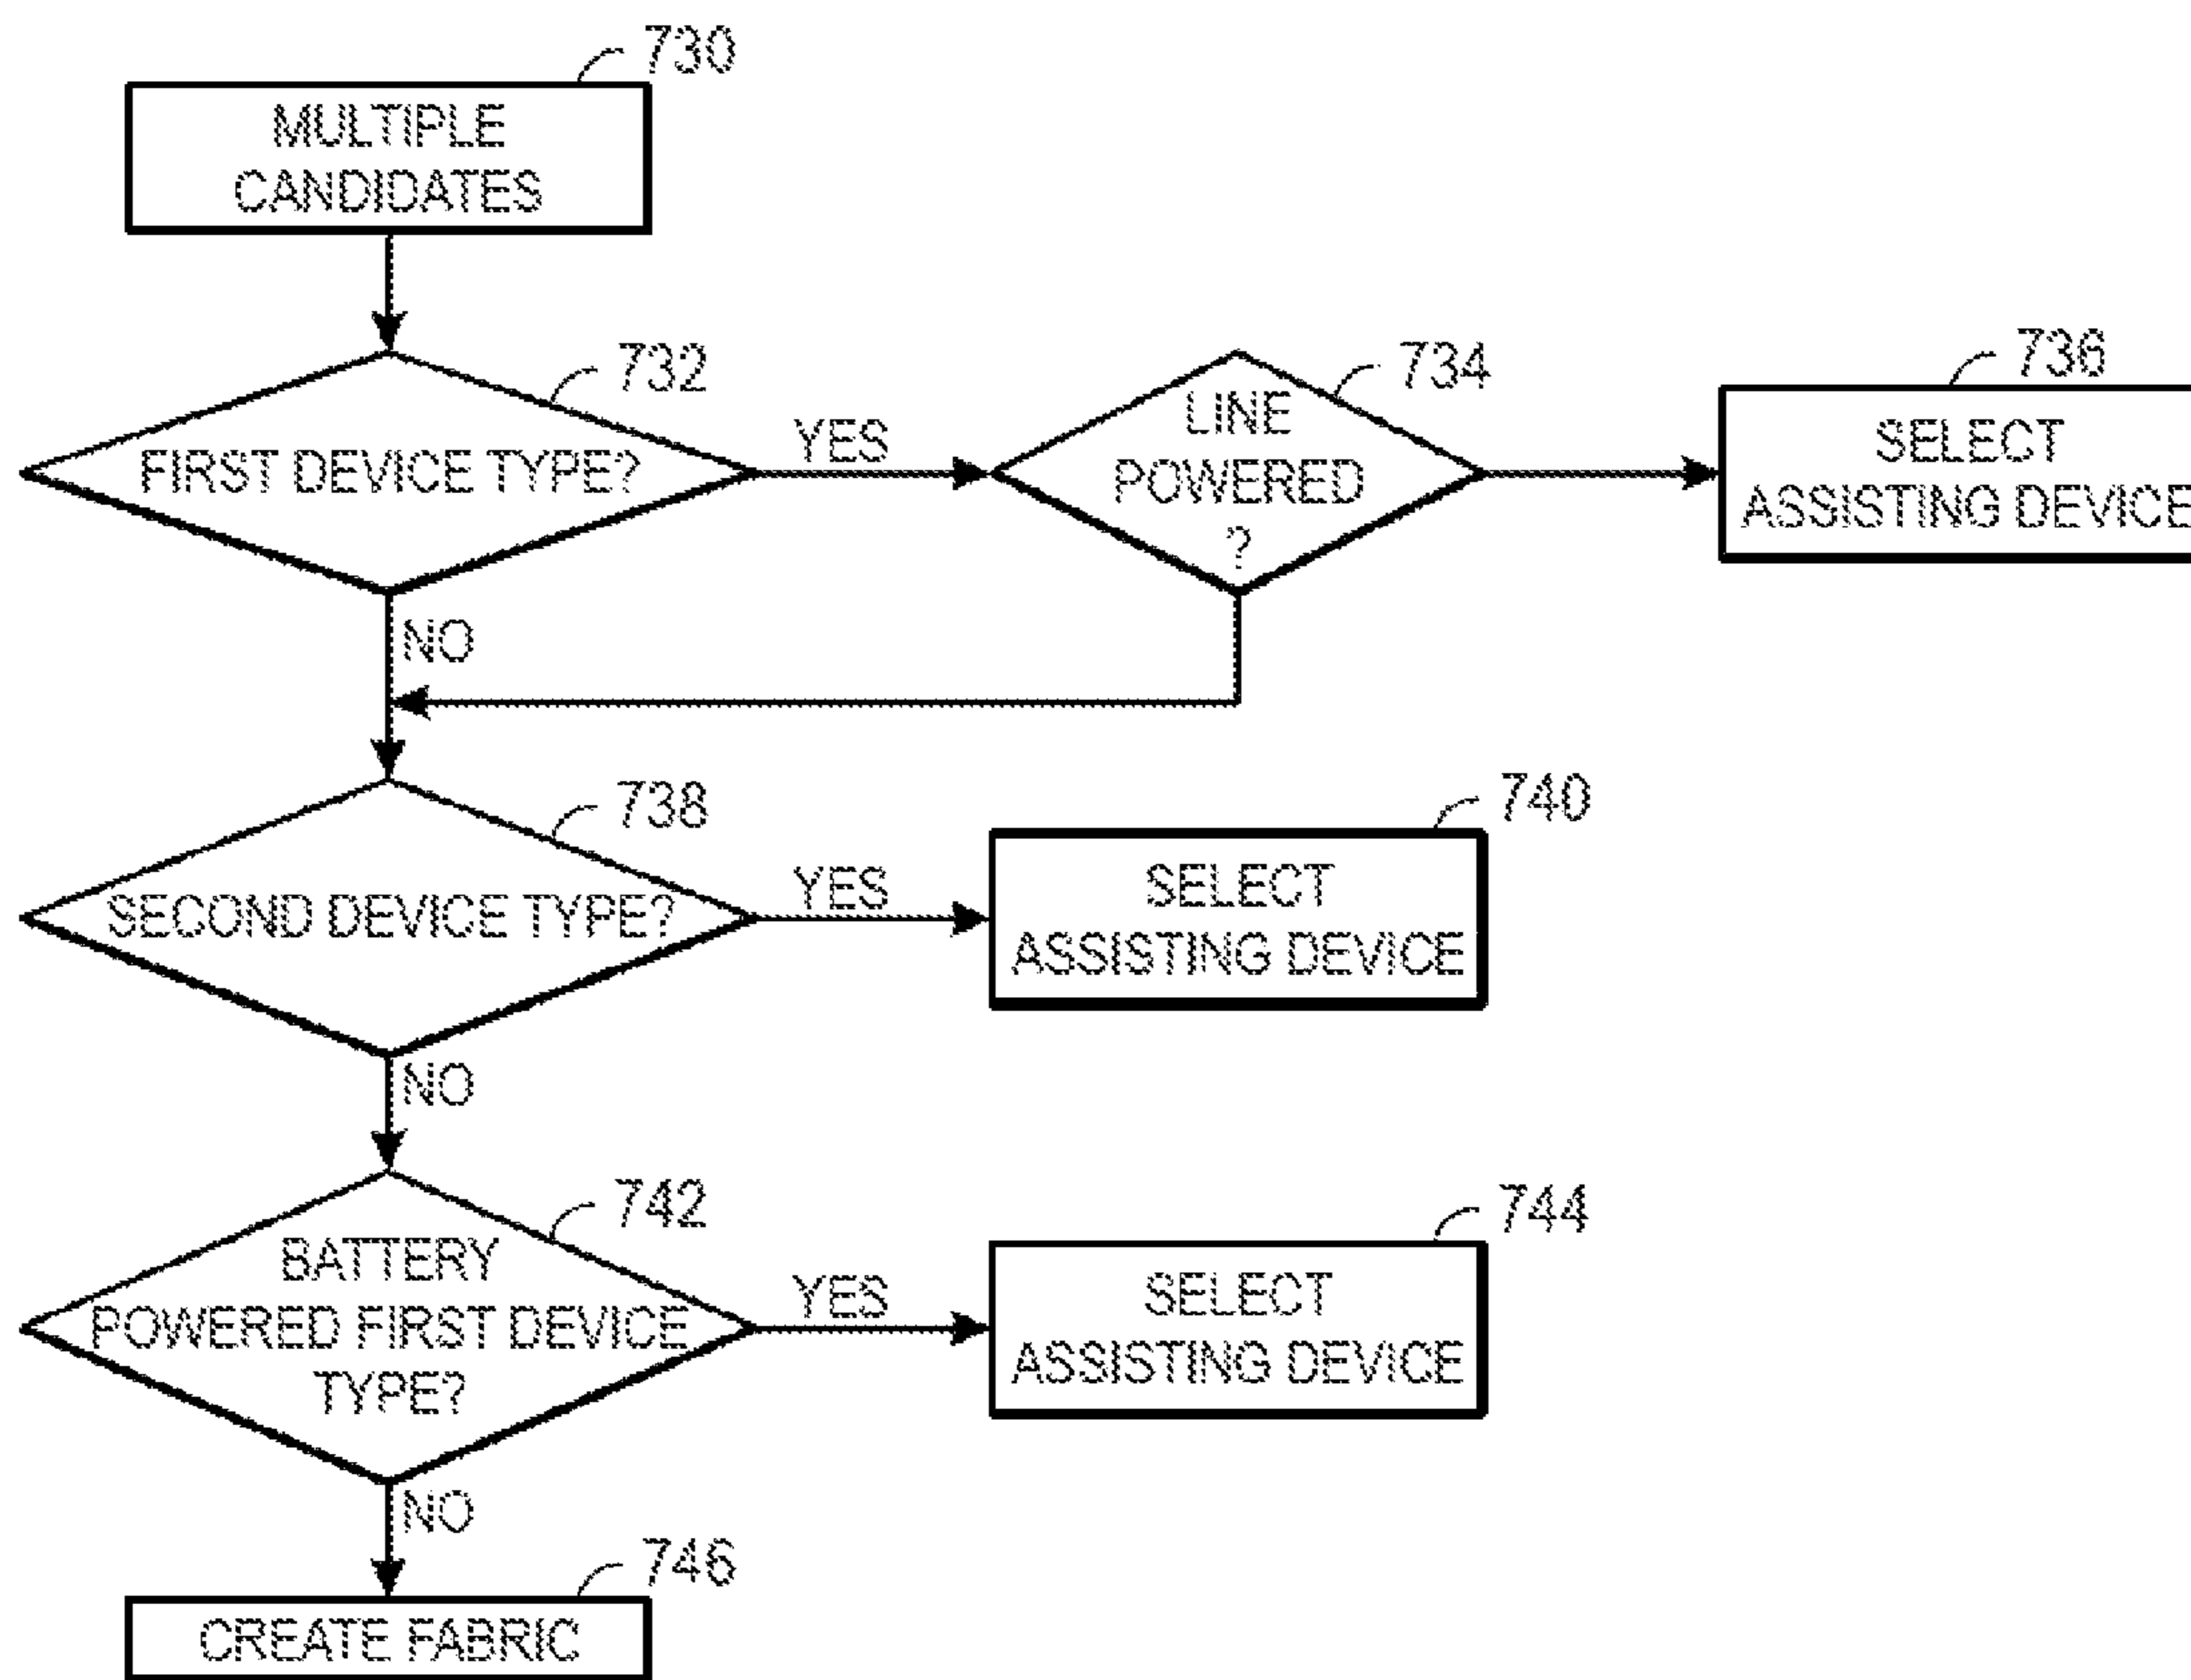 730
MULTIPLE
CANDIDATES
732
FIRST DEVICE TYPE?
YES
734
LINE
POWERED
?
736
SELECT
ASSISTING DEVICE
NO
738
SECOND DEVICE TYPE?
YES
740
SELECT
ASSISTING DEVICE
NO
742
BATTERY
POWERED FIRST DEVICE
TYPE?
YES
744
SELECT
ASSISTING DEVICE
NO
746
CREATE FABRIC